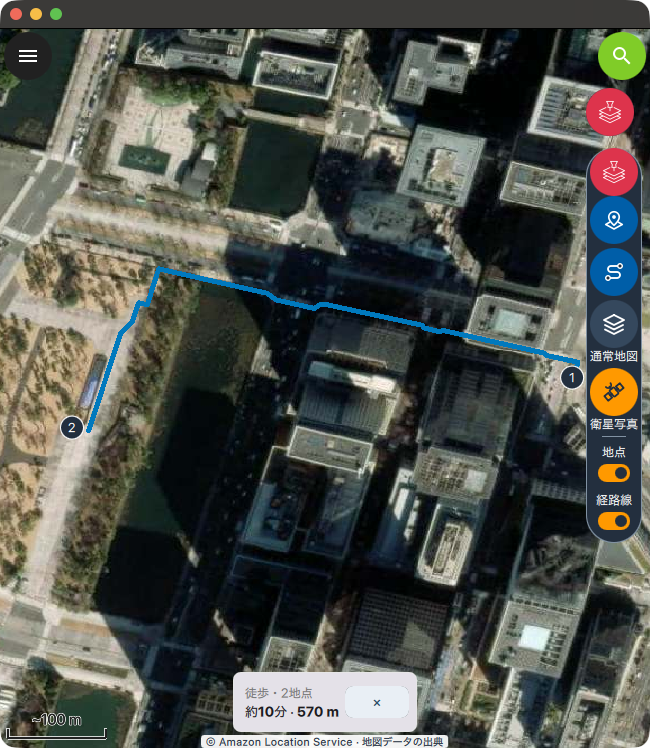 通常地図
1
衛星写真
2
地点
経路線
徒歩・2地点
約10分・570 m
×
~100 m
© Amazon Location Service・地図データの出典